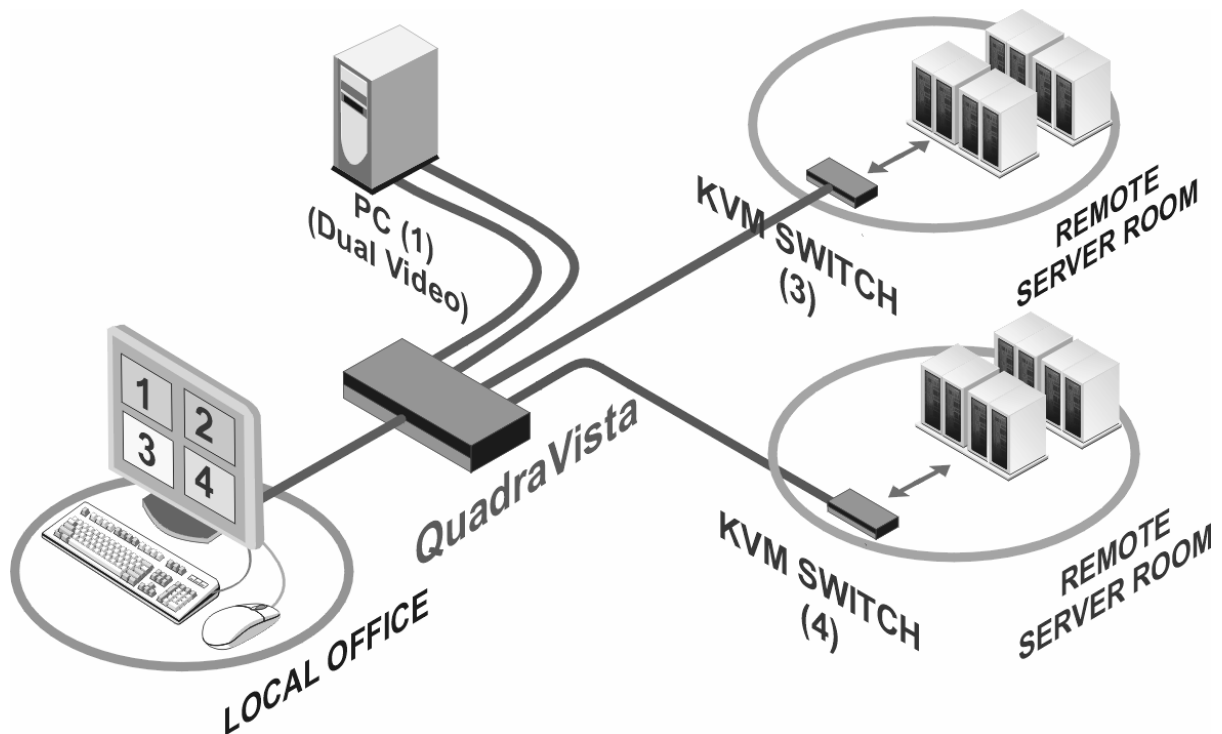 PC (1)
(Dual Video)
KVM SWITCH
(3)
REMOTE
SERVER ROOM
1
2
3
4
QuadraVista
KVM SWITCH
(4)
REMOTE
SERVER ROOM
LOCAL OFFICE